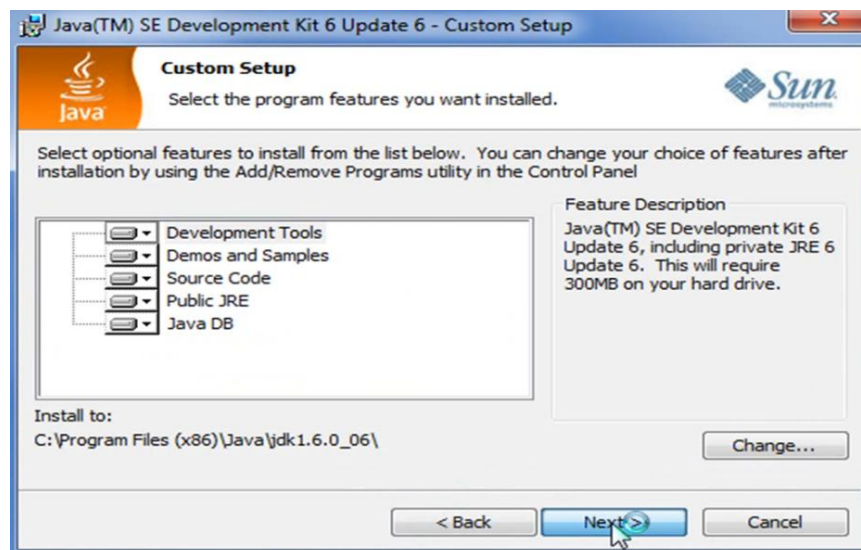 Java(TM) SE Development Kit 6 Update 6 - Custom Setup
Java
Custom Setup
Select the program features you want installed.
Sun
microsystems
Select optional features to install from the list below. You can change your choice of features after
installation by using the Add/Remove Programs utility in the Control Panel
Development Tools
Demos and Samples
Source Code
Public JRE
Java DB
Feature Description
Java(TM) SE Development Kit 6
Update 6, including private JRE 6
Update 6. This will require
300MB on your hard drive.
Install to:
C:\Program Files (x86)\Java\jdk1.6.0_06\
Change...
< Back
Next >
Cancel